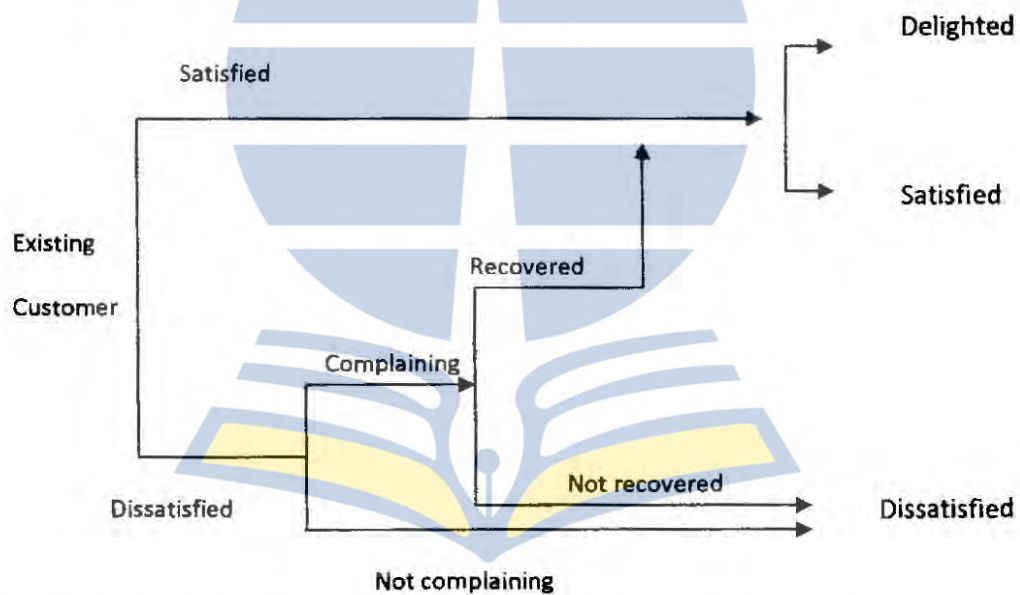 Delighted
Satisfied
Satisfied
Existing
Customer
Recovered
Complaining
Not recovered
Dissatisfied
Dissatisfied
Not complaining